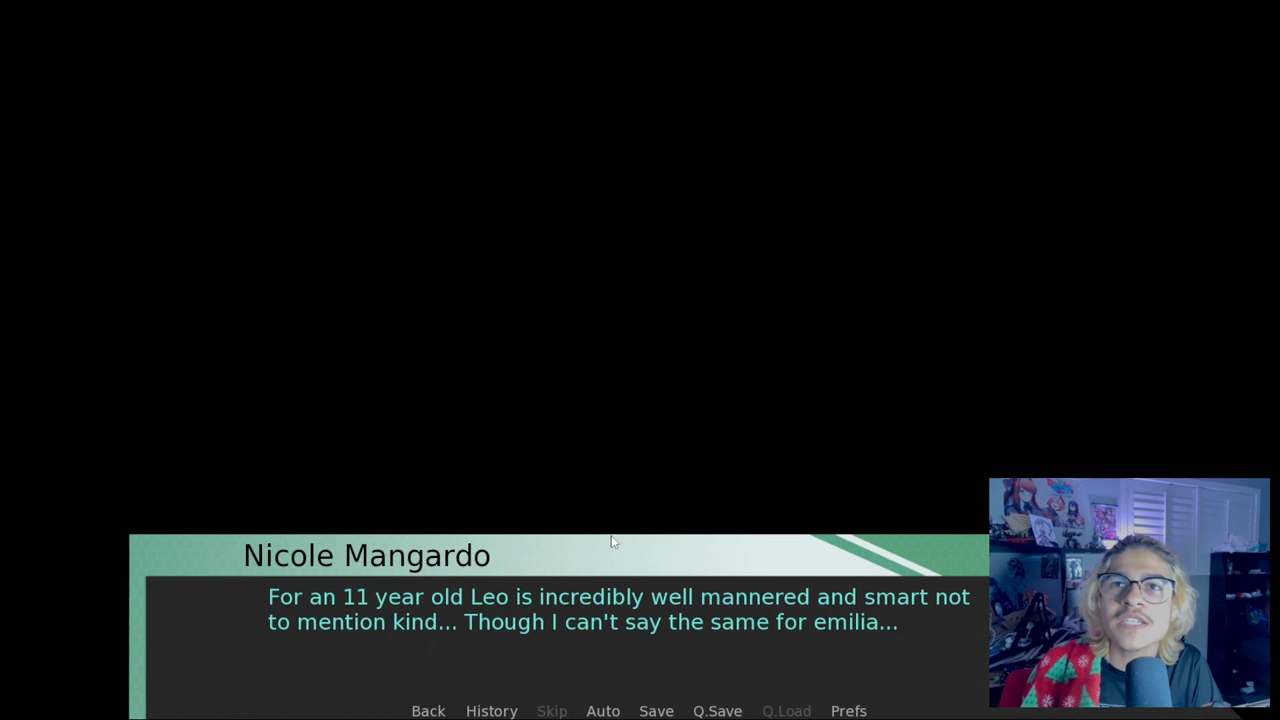 Nicole Mangardo
For an 11 year old Leo is incredibly well mannered and smart not
to mention kind... Though I can't say the same for emilia...
Back History Skip Auto Save Q.Save Q.Load Prefs